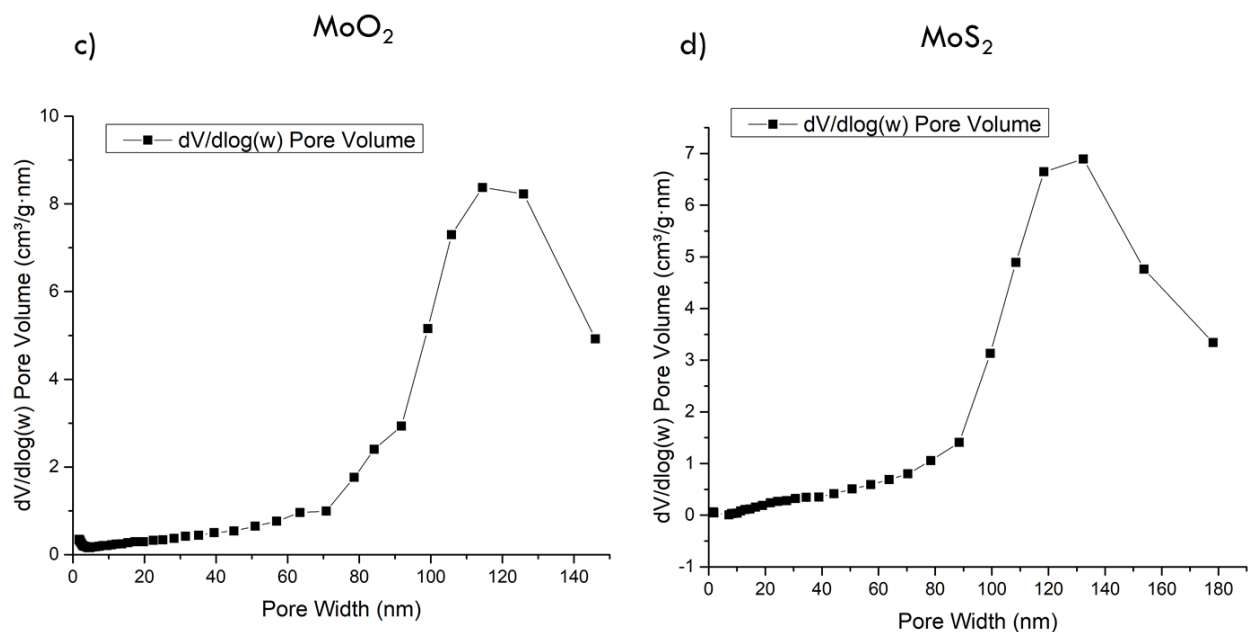 c)
MoO₂
dV/dlog(w) Pore Volume
dV/dlog(w) Pore Volume (cm³/g·nm)
10
8
6
4
2
0
0 20 40 60 80 100 120 140
Pore Width (nm)
d)
MoS₂
dV/dlog(w) Pore Volume
dV/dlog(w) Pore Volume (cm³/g·nm)
7
6
5
4
3
2
1
0
-1
0 20 40 60 80 100 120 140 160 180
Pore Width (nm)